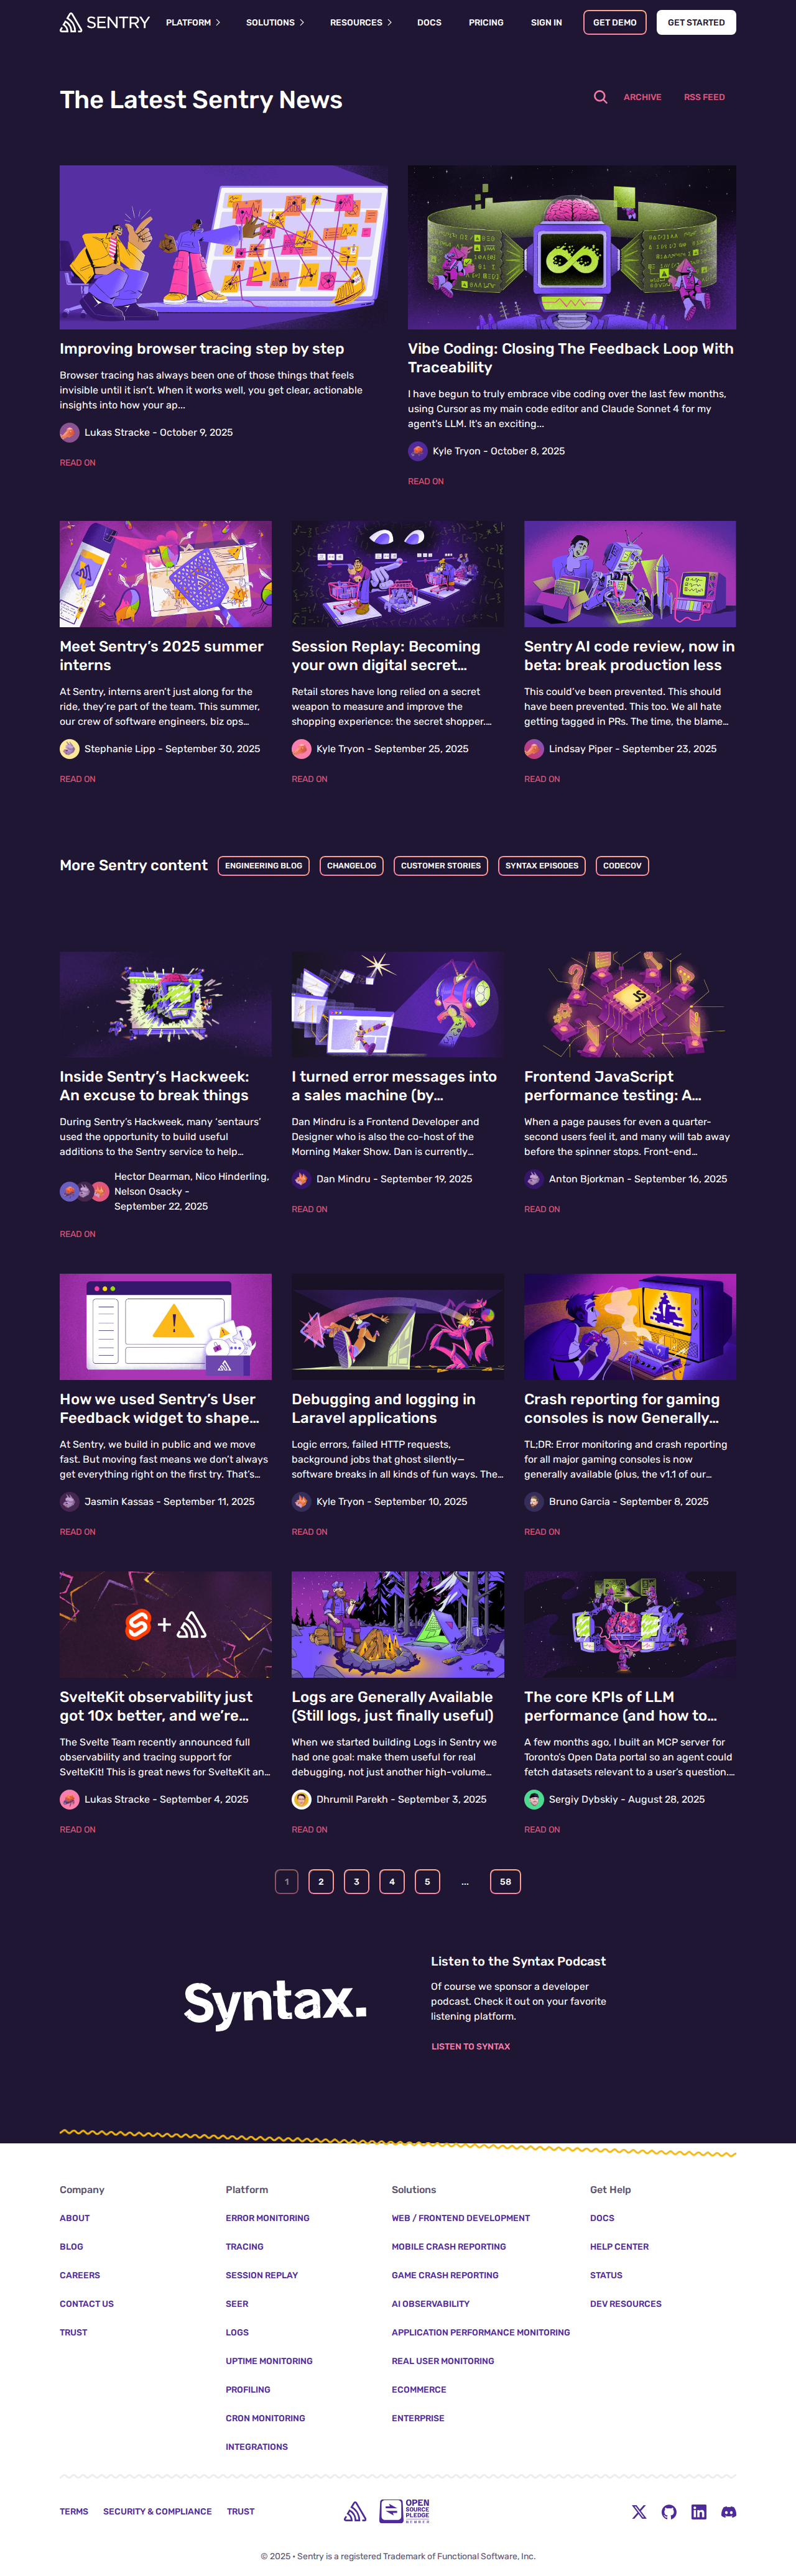 SENTRY
PLATFORM
SOLUTIONS
RESOURCES
DOCS
PRICING
SIGN IN
GET DEMO
GET STARTED
The Latest Sentry News
ARCHIVE
RSS FEED
Improving browser tracing step by step
Browser tracing has always been one of those things that feels
invisible until it isn’t. When it works well, you get clear, actionable
insights into how your ap...
Lukas Stracke - October 9, 2025
READ ON
Vibe Coding: Closing The Feedback Loop With
Traceability
I have begun to truly embrace vibe coding over the last few months,
using Cursor as my main code editor and Claude Sonnet 4 for my
agent’s LLM. It’s an exciting...
Kyle Tryon - October 8, 2025
READ ON
Meet Sentry’s 2025 summer
interns
At Sentry, interns aren’t just along for the
ride, they’re part of the team. This summer,
our crew of software engineers, biz ops…
Stephanie Lipp - September 30, 2025
READ ON
Session Replay: Becoming
your own digital secret…
Retail stores have long relied on a secret
weapon to measure and improve the
shopping experience: the secret shopper.…
Kyle Tryon - September 25, 2025
READ ON
Sentry AI code review, now in
beta: break production less
This could’ve been prevented. This should
have been prevented. This too. We all hate
getting tagged in PRs. The time, the blame…
Lindsay Piper - September 23, 2025
READ ON
More Sentry content
ENGINEERING BLOG
CHANGELOG
CUSTOMER STORIES
SYNTAX EPISODES
CODECOV
Inside Sentry’s Hackweek:
An excuse to break things
During Sentry’s Hackweek, many ‘sentaurs’
used the opportunity to build useful
additions to the Sentry service to help…
Hector Dearman, Nico Hinderling,
Nelson Osacky -
September 22, 2025
READ ON
I turned error messages into
a sales machine (by…
Dan Mindru is a Frontend Developer and
Designer who is also the co-host of the
Morning Maker Show. Dan is currently…
Dan Mindru - September 19, 2025
READ ON
JS
Frontend JavaScript
performance testing: A…
When a page pauses for even a quarter-
second users feel it, and many will tab away
before the spinner stops. Front-end…
Anton Bjorkman - September 16, 2025
READ ON
How we used Sentry’s User
Feedback widget to shape…
At Sentry, we build in public and we move
fast. But moving fast means we don’t always
get everything right on the first try. That’s…
Jasmin Kassas - September 11, 2025
READ ON
Debugging and logging in
Laravel applications
Logic errors, failed HTTP requests,
background jobs that ghost silently—
software breaks in all kinds of fun ways. The…
Kyle Tryon - September 10, 2025
READ ON
Crash reporting for gaming
consoles is now Generally…
TL;DR: Error monitoring and crash reporting
for all major gaming consoles is now
generally available (plus, the v1.1 of our…
Bruno Garcia - September 8, 2025
READ ON
SvelteKit observability just
got 10x better, and we’re…
The Svelte Team recently announced full
observability and tracing support for
SvelteKit! This is great news for SvelteKit an…
Lukas Stracke - September 4, 2025
READ ON
Logs are Generally Available
(Still logs, just finally useful)
When we started building Logs in Sentry we
had one goal: make them useful for real
debugging, not just another high-volume…
Dhrumil Parekh - September 3, 2025
READ ON
The core KPIs of LLM
performance (and how to…
A few months ago, I built an MCP server for
Toronto’s Open Data portal so an agent could
fetch datasets relevant to a user’s question.…
Sergiy Dybskiy - August 28, 2025
READ ON
1
2
3
4
5
...
58
Syntax.
Listen to the Syntax Podcast
Of course we sponsor a developer
podcast. Check it out on your favorite
listening platform.
LISTEN TO SYNTAX
Company
ABOUT
BLOG
CAREERS
CONTACT US
TRUST
Platform
ERROR MONITORING
TRACING
SESSION REPLAY
SEER
LOGS
UPTIME MONITORING
PROFILING
CRON MONITORING
INTEGRATIONS
Solutions
WEB / FRONTEND DEVELOPMENT
MOBILE CRASH REPORTING
GAME CRASH REPORTING
AI OBSERVABILITY
APPLICATION PERFORMANCE MONITORING
REAL USER MONITORING
ECOMMERCE
ENTERPRISE
Get Help
DOCS
HELP CENTER
STATUS
DEV RESOURCES
TERMS
SECURITY & COMPLIANCE
TRUST
OPEN
SOURCE
PLEDGE
MEMBER
© 2025 • Sentry is a registered Trademark of Functional Software, Inc.